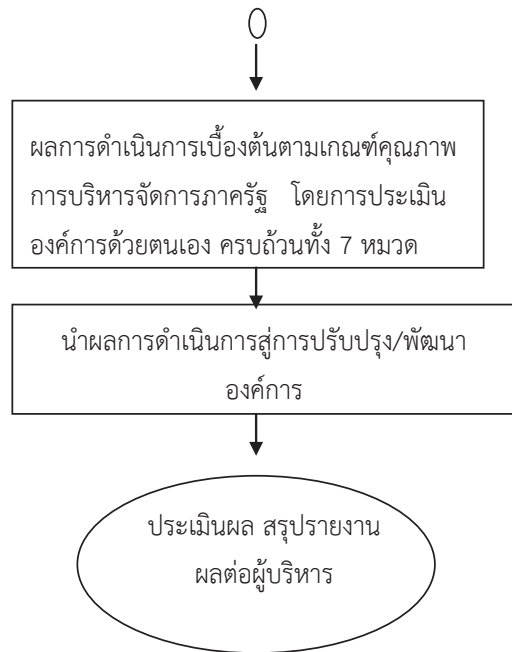 ผลการดำเนินการเบื้องต้นตามเกณฑ์คุณภาพ
การบริหารจัดการภาครัฐ โดยการประเมิน
องค์การด้วยตนเอง ครบถ้วนทั้ง 7 หมวด
นำผลการดำเนินการสู่การปรับปรุง/พัฒนา
องค์การ
ประเมินผล สรุปรายงาน
ผลต่อผู้บริหาร